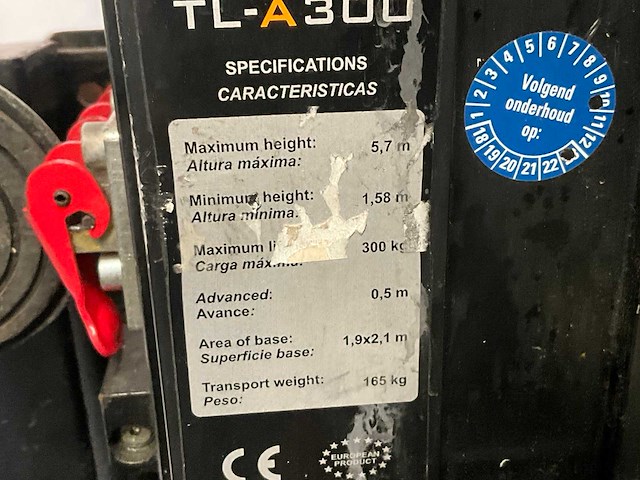 TL-A300
SPECIFICATIONS
CARACTERISTICAS
Maximum height: 5,7 m
Altura máxima:
Minimum height: 1,58 m
Altura mínima:
Maximum 300 kg
Carga
Advanced: 0,5 m
Avance:
Area of base: 1,9x2,1 m
Superficie base:
Transport weight: 165 kg
Peso:
CE
EUROPEAN
PRODUCT
1 2 3 4 5 6 7 8 9 10 11 12
Volgend
onderhoud
op:
18 19 20 21 22